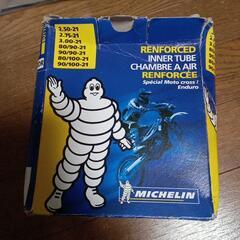 2.50-21
2.75-21
3.00-21
80/90-21
90/90-21
80/100-21
90/100-21
RENFORCED
INNER TUBE
CHAMBRE A AIR
RENFORCÉE
Spécial Moto cross /
Enduro
MICHELIN